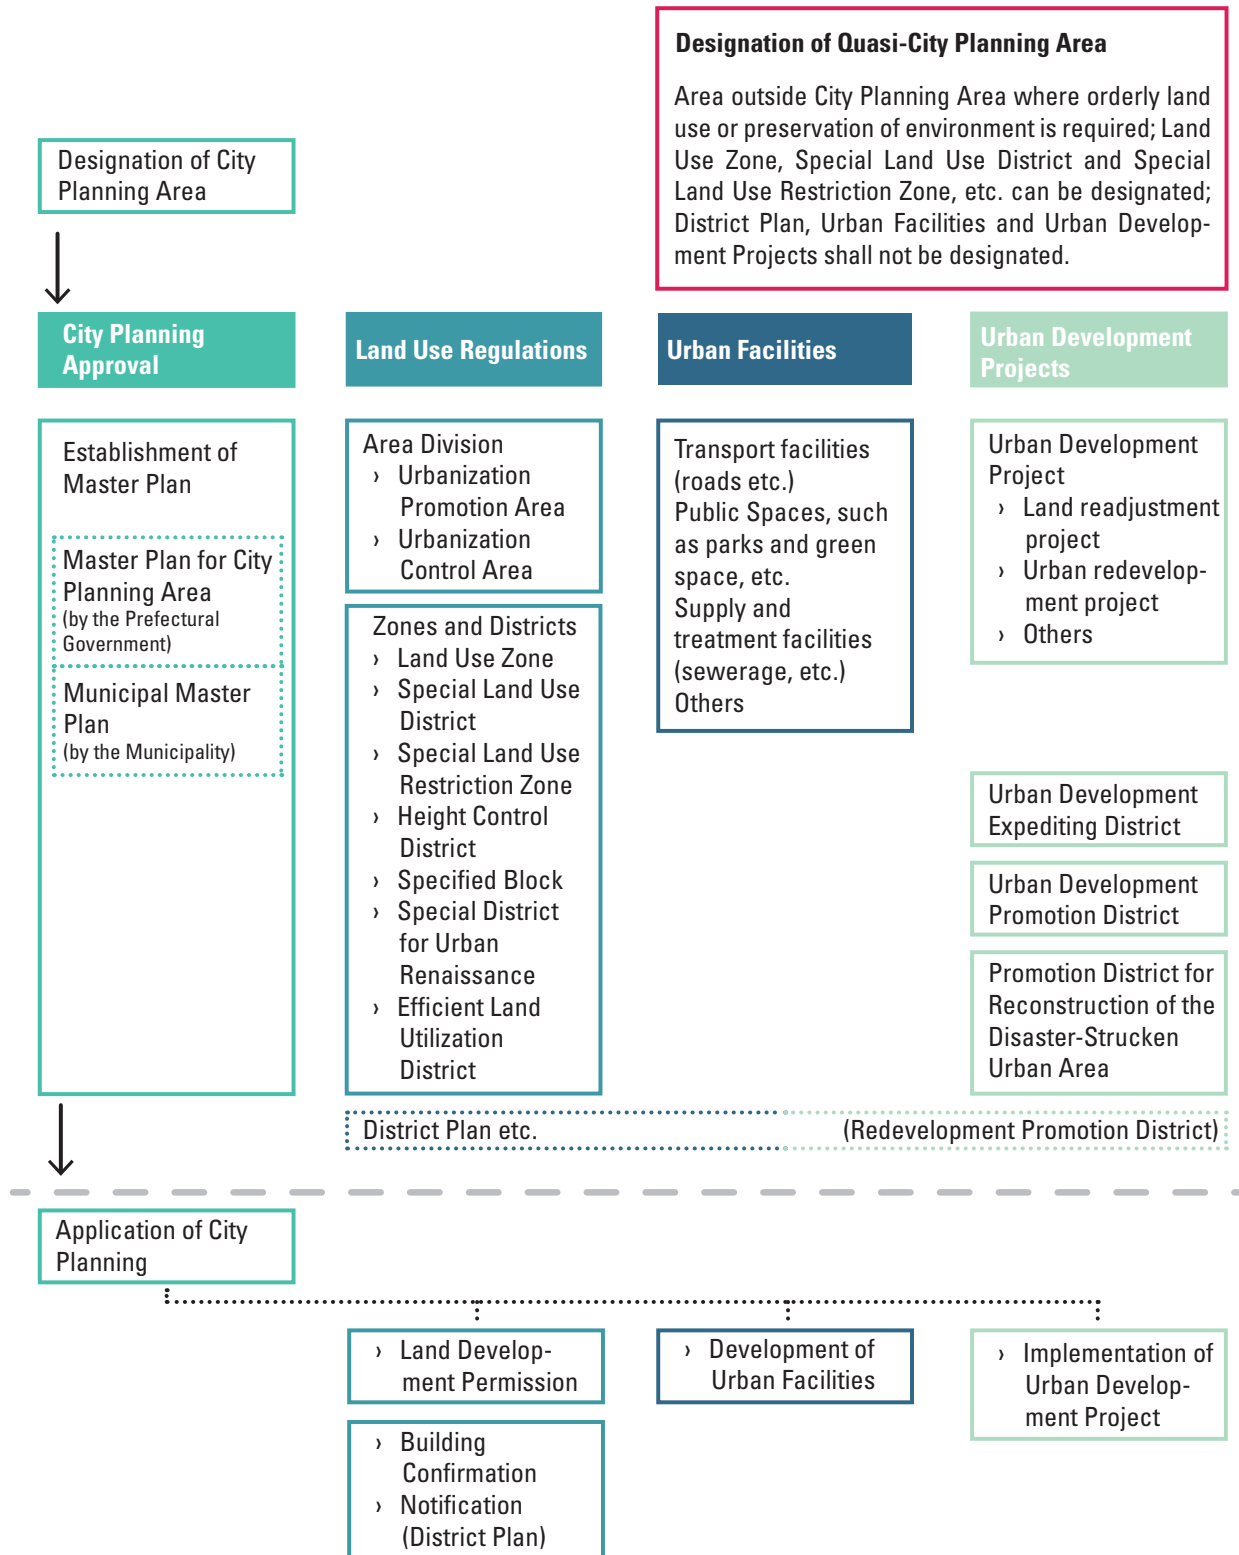 Designation of Quasi-City Planning Area
Area outside City Planning Area where orderly land
use or preservation of environment is required; Land
Use Zone, Special Land Use District and Special
Land Use Restriction Zone, etc. can be designated;
District Plan, Urban Facilities and Urban Develop-
ment Projects shall not be designated.
Designation of City
Planning Area
City Planning
Approval
Land Use Regulations
Urban Facilities
Urban Development
Projects
Establishment of
Master Plan
Master Plan for City
Planning Area
(by the Prefectural
Government)
Municipal Master
Plan
(by the Municipality)
Area Division
› Urbanization
Promotion Area
› Urbanization
Control Area
Zones and Districts
› Land Use Zone
› Special Land Use
District
› Special Land Use
Restriction Zone
› Height Control
District
› Specified Block
› Special District
for Urban
Renaissance
› Efficient Land
Utilization
District
Transport facilities
(roads etc.)
Public Spaces, such
as parks and green
space, etc.
Supply and
treatment facilities
(sewerage, etc.)
Others
Urban Development
Project
› Land readjustment
project
› Urban redevelop-
ment project
› Others
Urban Development
Expediting District
Urban Development
Promotion District
Promotion District for
Reconstruction of the
Disaster-Strucken
Urban Area
District Plan etc.
(Redevelopment Promotion District)
Application of City
Planning
› Land Develop-
ment Permission
› Building
Confirmation
› Notification
(District Plan)
› Development of
Urban Facilities
› Implementation of
Urban Develop-
ment Project